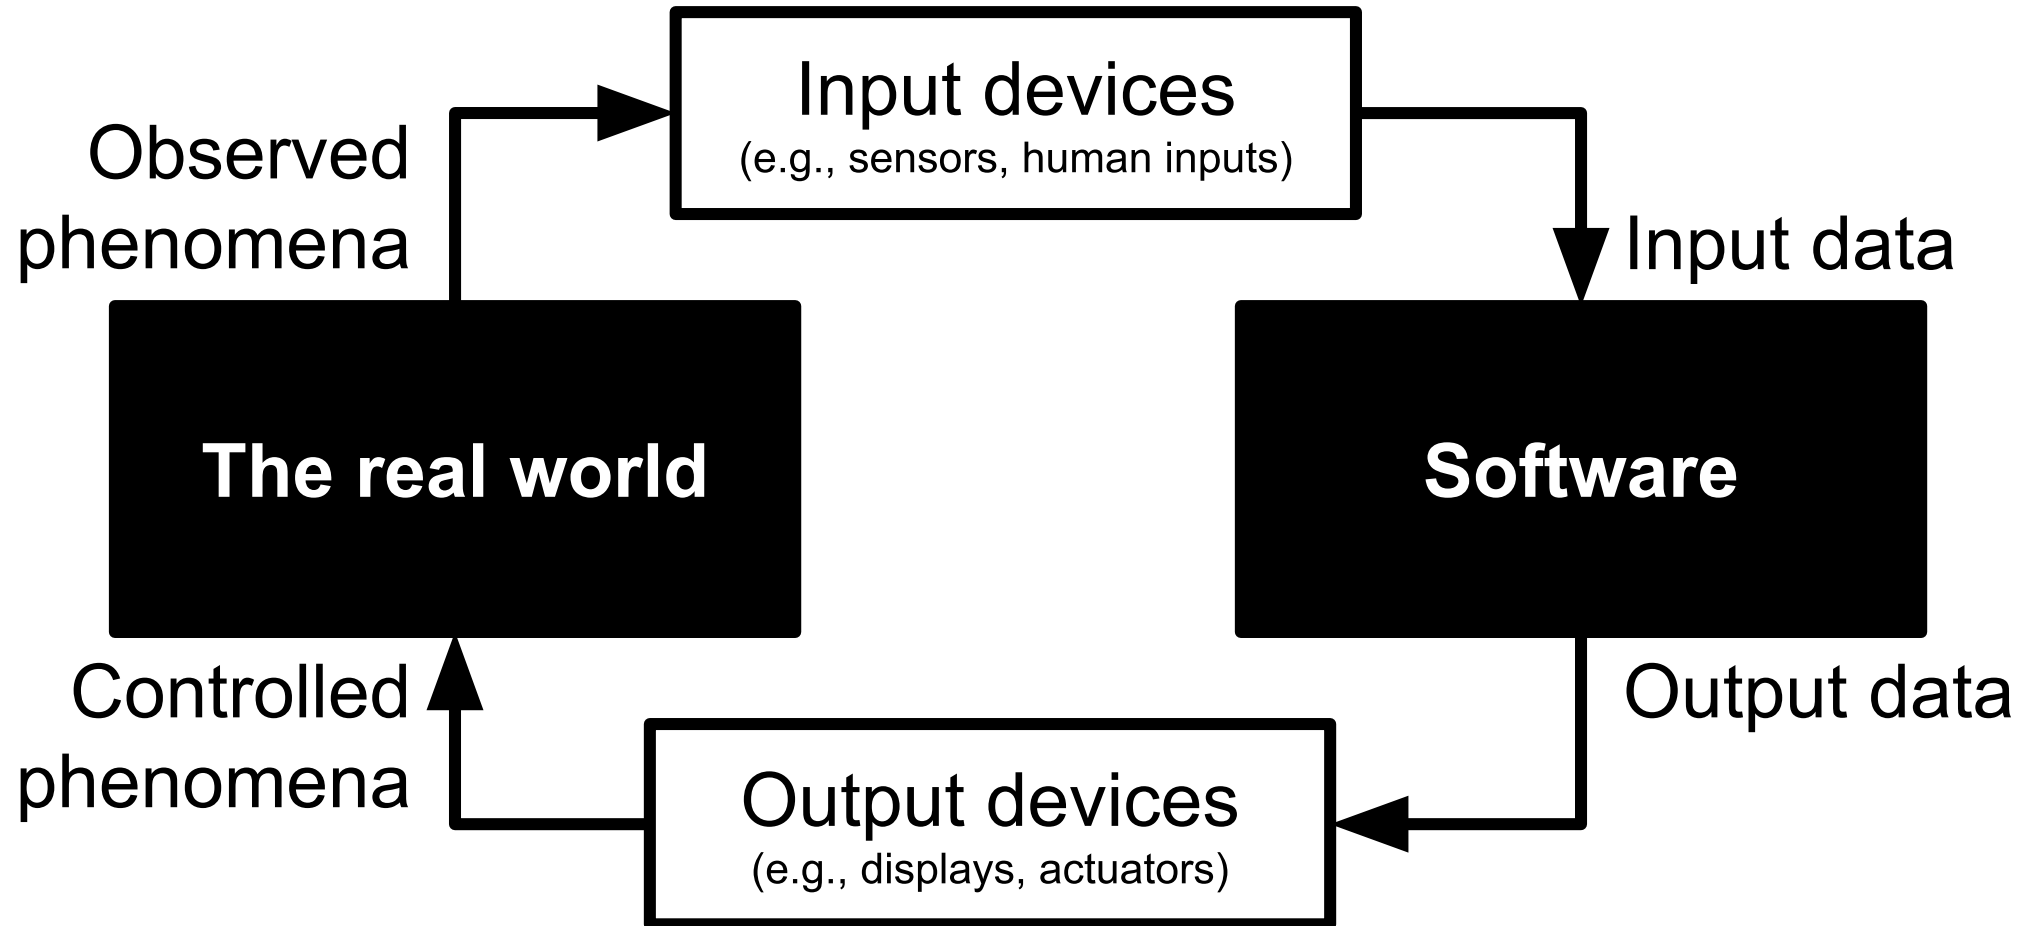 Input devices
(e.g., sensors, human inputs)
Observed
phenomena
Input data
The real world
Software
Controlled
phenomena
Output data
Output devices
(e.g., displays, actuators)